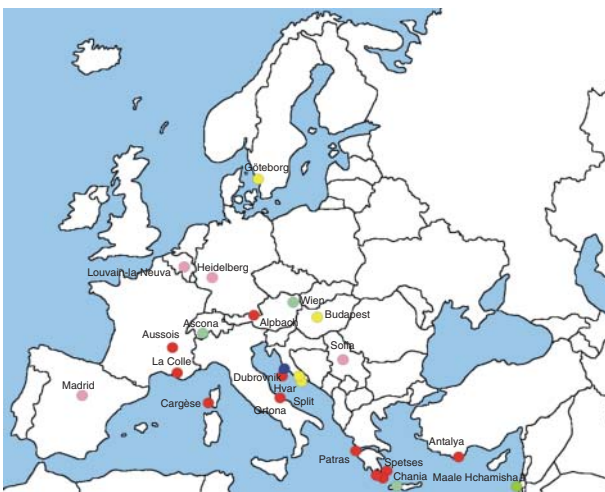 Göteborg
Louvain-la-Neuva
Heidelberg
Wien
Ascona
Alpbach
Budapest
Aussois
La Colle
Sofia
Madrid
Dubrovnik
Hvar
Cargèse
Split
Ortona
Patras
Spetses
Antalya
Chania
Maale Hchamisha